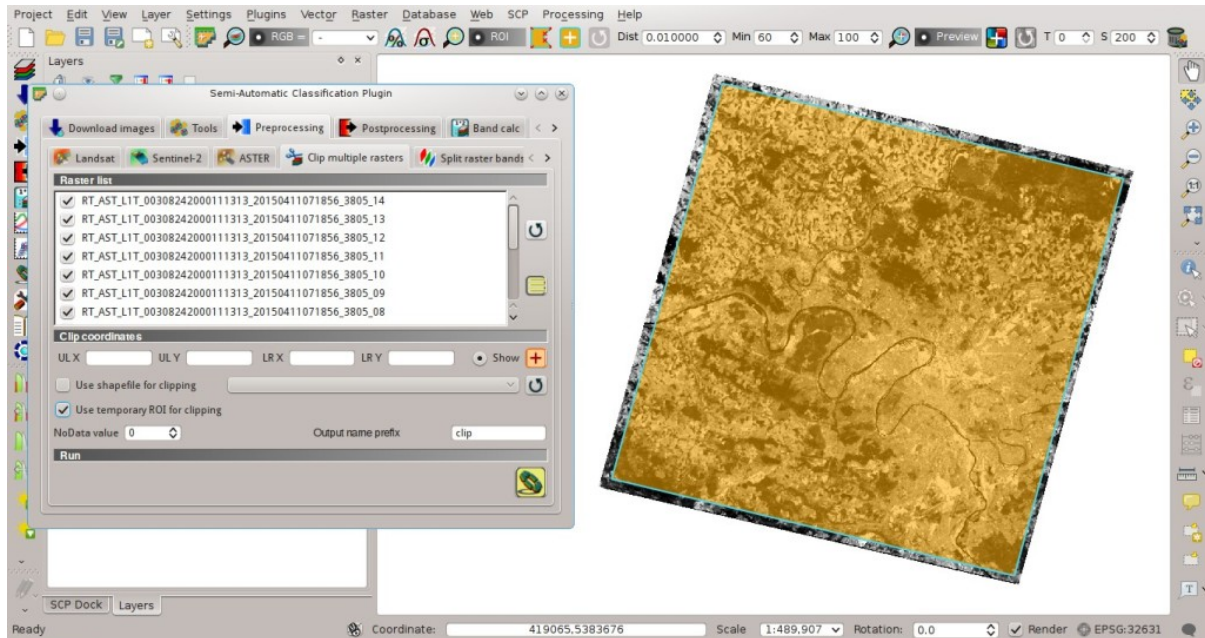 Project Edit View Layer Settings Plugins Vector Raster Database Web SCP Processing Help
RGB = - ROI Dist 0.010000 Min 60 Max 100 Preview T 0 S 200
Layers
Semi-Automatic Classification Plugin
Download images Tools Preprocessing Postprocessing Band calc
Landsat Sentinel-2 ASTER Clip multiple rasters Split raster bands
Raster list
RT_AST_L1T_00308242000111313_20150411071856_3805_14
RT_AST_L1T_00308242000111313_20150411071856_3805_13
RT_AST_L1T_00308242000111313_20150411071856_3805_12
RT_AST_L1T_00308242000111313_20150411071856_3805_11
RT_AST_L1T_00308242000111313_20150411071856_3805_10
RT_AST_L1T_00308242000111313_20150411071856_3805_09
RT_AST_L1T_00308242000111313_20150411071856_3805_08
Clip coordinates
UL X UL Y LR X LR Y Show
Use shapefile for clipping
Use temporary ROI for clipping
NoData value 0 Output name prefix clip
Run
SCP Dock Layers
Ready Coordinate: 419065,5383676 Scale 1:489,907 Rotation: 0.0 Render EPSG:32631